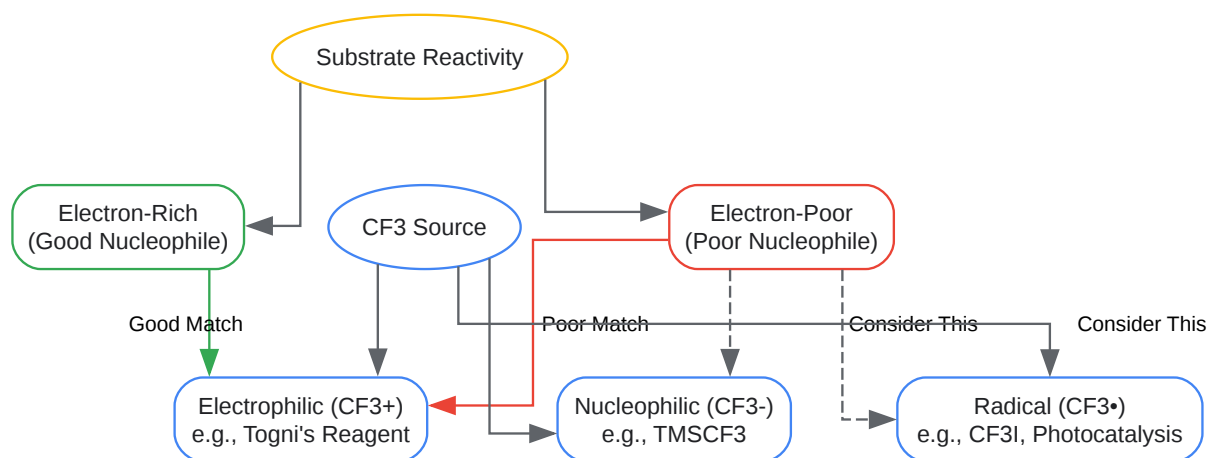 Substrate Reactivity
Electron-Rich
(Good Nucleophile)
CF3 Source
Electron-Poor
(Poor Nucleophile)
Good Match
Poor Match
Consider This
Consider This
Electrophilic (CF3+)
e.g., Togni's Reagent
Nucleophilic (CF3-)
e.g., TMSCF3
Radical (CF3•)
e.g., CF3I, Photocatalysis